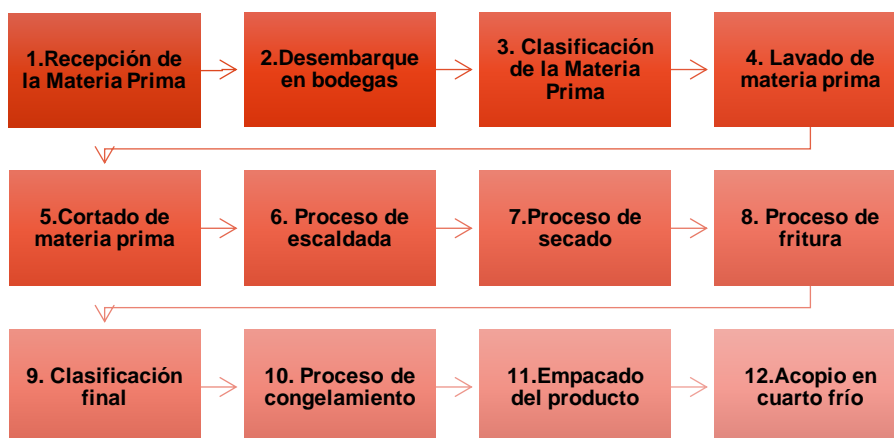 1.Recepción de
la Materia Prima
2.Desembarque
en bodegas
3. Clasificación
de la Materia
Prima
4. Lavado de
materia prima
5.Cortado de
materia prima
6. Proceso de
escaldada
7.Proceso de
secado
8. Proceso de
fritura
9. Clasificación
final
10. Proceso de
congelamiento
11.Empacado
del producto
12.Acopio en
cuarto frío